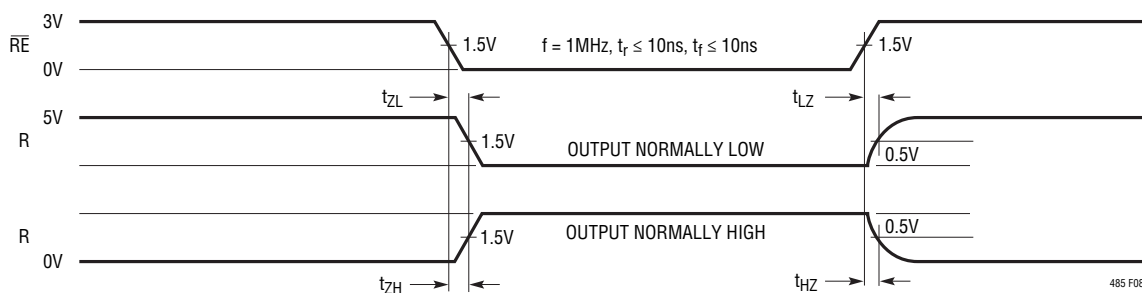 3V
RE
0V
1.5V
f = 1MHz, tr ≤ 10ns, tf ≤ 10ns
1.5V
tZL
tLZ
5V
R
1.5V
OUTPUT NORMALLY LOW
0.5V
R
0V
1.5V
OUTPUT NORMALLY HIGH
0.5V
tZH
tHZ
485 F08